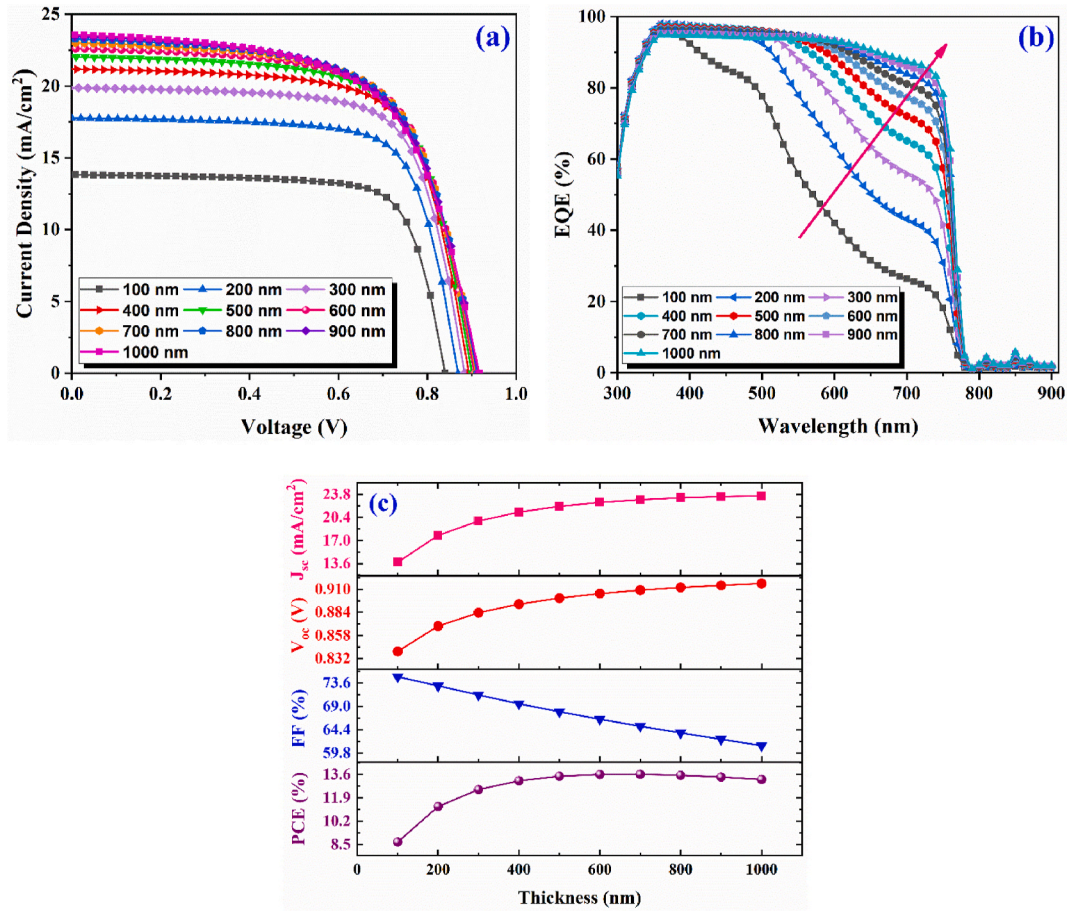 (a)
Current Density (mA/cm²)
25
20
15
10
5
0
100 nm 200 nm 300 nm
400 nm 500 nm 600 nm
700 nm 800 nm 900 nm
1000 nm
0.0 0.2 0.4 0.6 0.8 1.0
Voltage (V)
(b)
EQE (%)
100
80
60
40
20
0
100 nm 200 nm 300 nm
400 nm 500 nm 600 nm
700 nm 800 nm 900 nm
1000 nm
300 400 500 600 700 800 900
Wavelength (nm)
(c)
Jsc (mA/cm²)
23.8
20.4
17.0
13.6
Voc (V)
0.910
0.884
0.858
0.832
FF (%)
73.6
69.0
64.4
59.8
PCE (%)
13.6
11.9
10.2
8.5
0 200 400 600 800 1000
Thickness (nm)